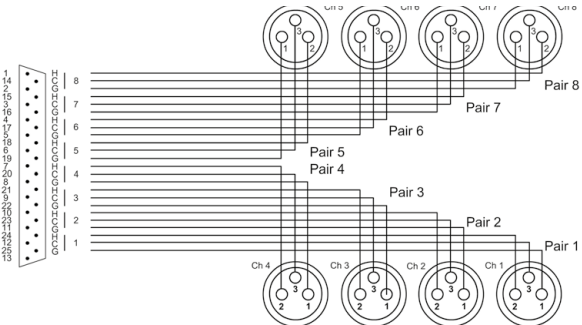 Ch 5 Ch 6 Ch 7 Ch 8
3 3 3 3
1 2 1 2 1 2 1 2
1 H
14 C 8
2 G
15 H
3 C 7
16 G
4 H
17 C 6
5 G
18 H
6 C 5
19 G
7 H
20 C 4
8 G
21 H
9 C 3
22 G
10 H
23 C 2
11 G
24 H
12 C 1
25 G
13
Pair 8
Pair 7
Pair 6
Pair 5
Pair 4
Pair 3
Pair 2
Pair 1
Ch 4 Ch 3 Ch 2 Ch 1
3 3 3 3
2 1 2 1 2 1 2 1